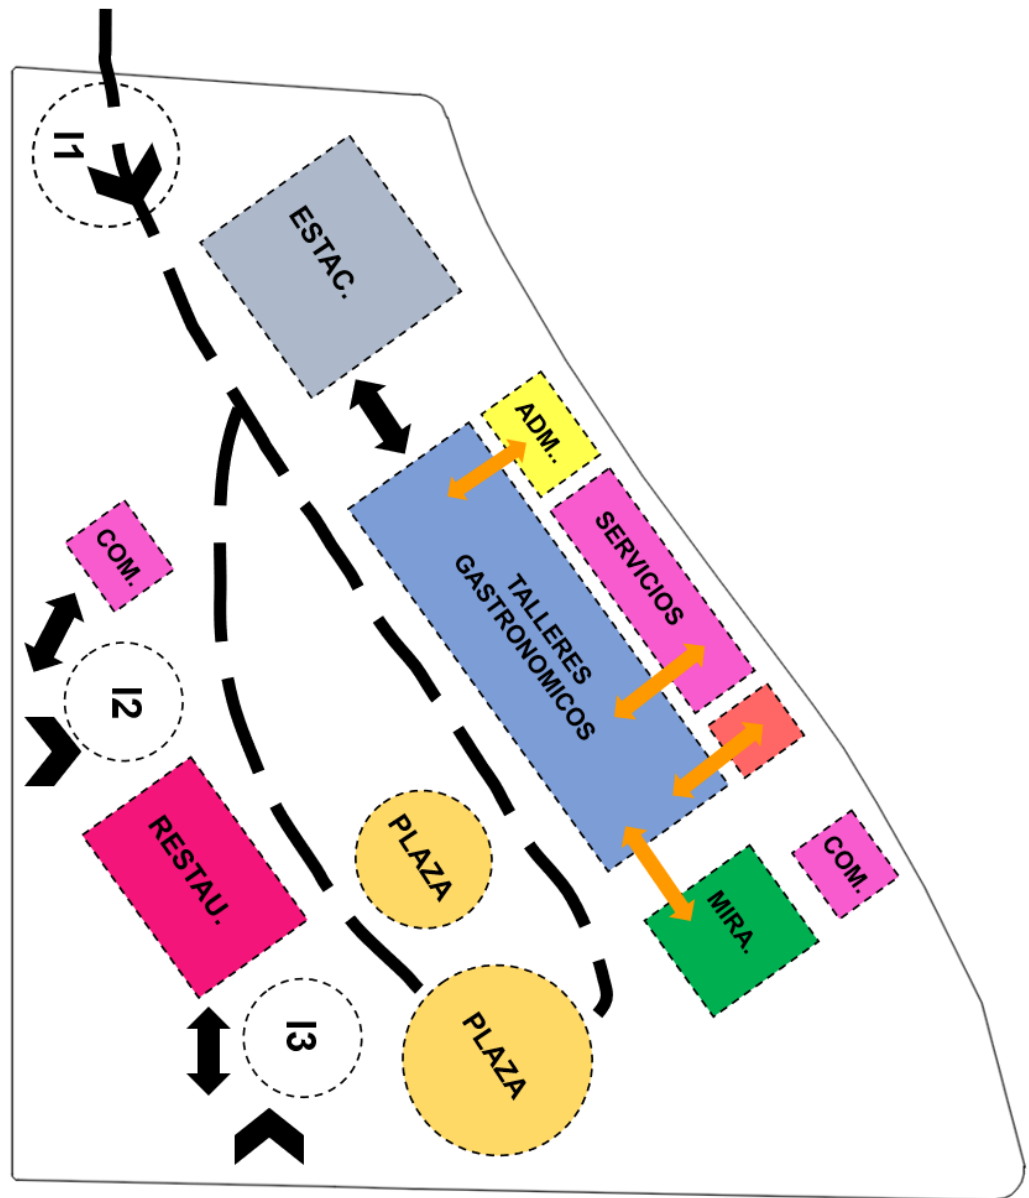 I1
ESTAC.
ADM..
SERVICIOS
TALLERES
GASTRONOMICOS
COM.
I2
RESTAU.
PLAZA
COM.
MIRA.
I3
PLAZA